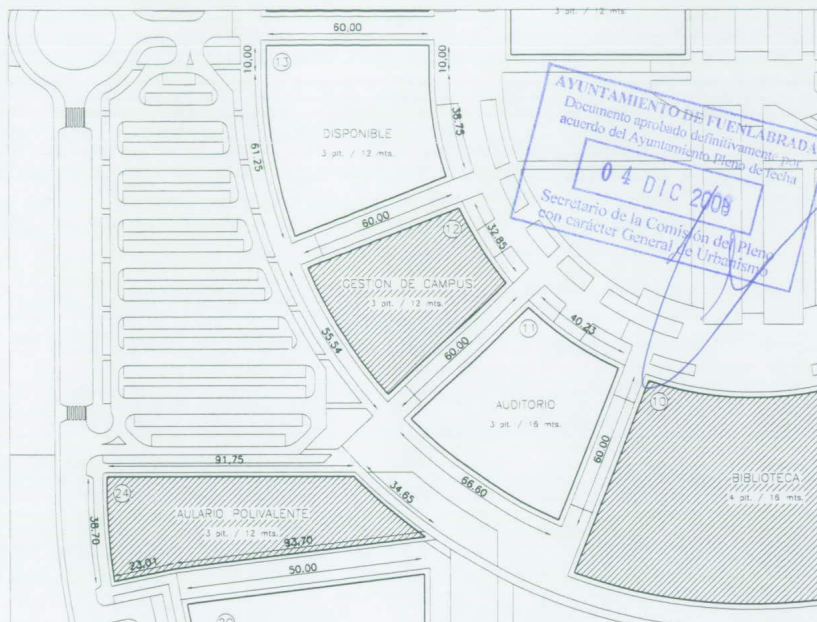 3 plt. / 12 mts.
60.00
10.00
10.00
13
DISPONIBLE
3 plt. / 12 mts.
38.75
61.25
AYUNTAMIENTO DE FUENLABRADA
Documento aprobado definitivamente por
acuerdo del Ayuntamiento Pleno de fecha
04 DIC 2008
Secretario de la Comisión del Pleno
con carácter General de Urbanismo
60.00
12
32.85
GESTION DE CAMPUS
3 plt. / 12 mts.
55.54
60.00
11
40.23
AUDITORIO
3 plt. / 16 mts.
60.00
66.60
10
BIBLIOTECA
4 plt. / 16 mts.
91,75
34.65
24
AULARIO POLIVALENTE
3 plt. / 12 mts.
38.70
23.01
93.70
50.00